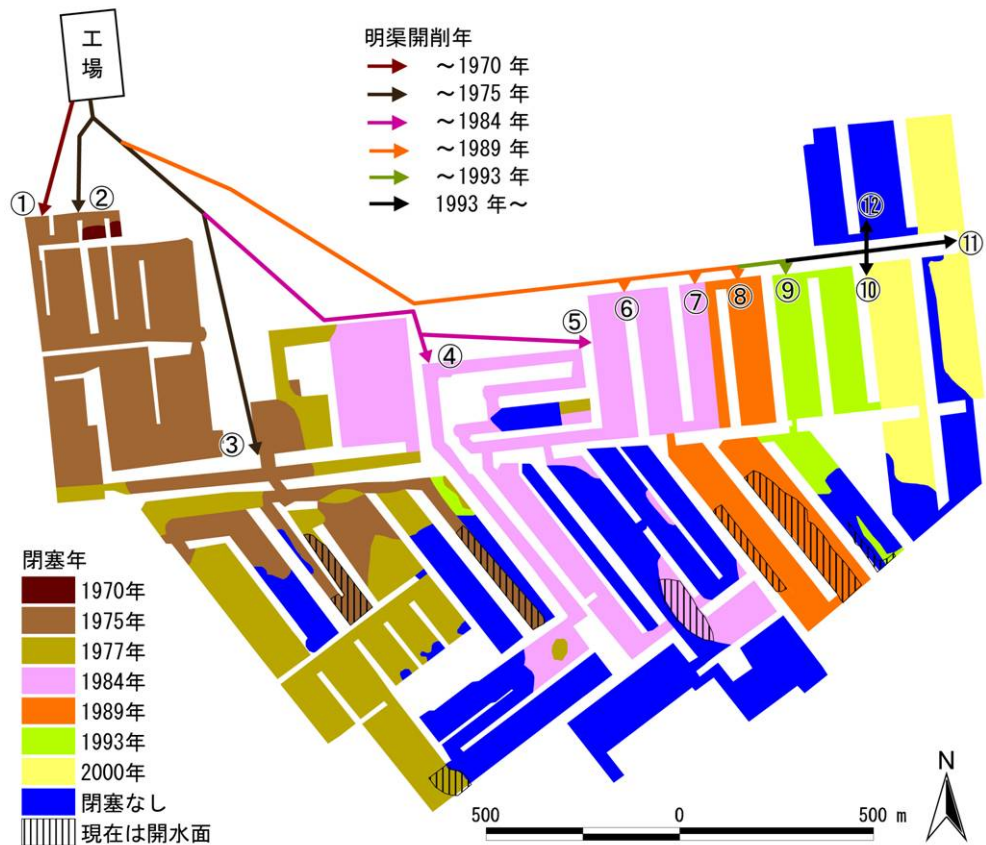 工
場
明渠開削年
～1970 年
～1975 年
～1984 年
～1989 年
～1993 年
1993 年～
①
②
③
④
⑤
⑥
⑦
⑧
⑨
⑩
⑪
⑫
閉塞年
1970年
1975年
1977年
1984年
1989年
1993年
2000年
閉塞なし
現在は開水面
500
0
500 m
N